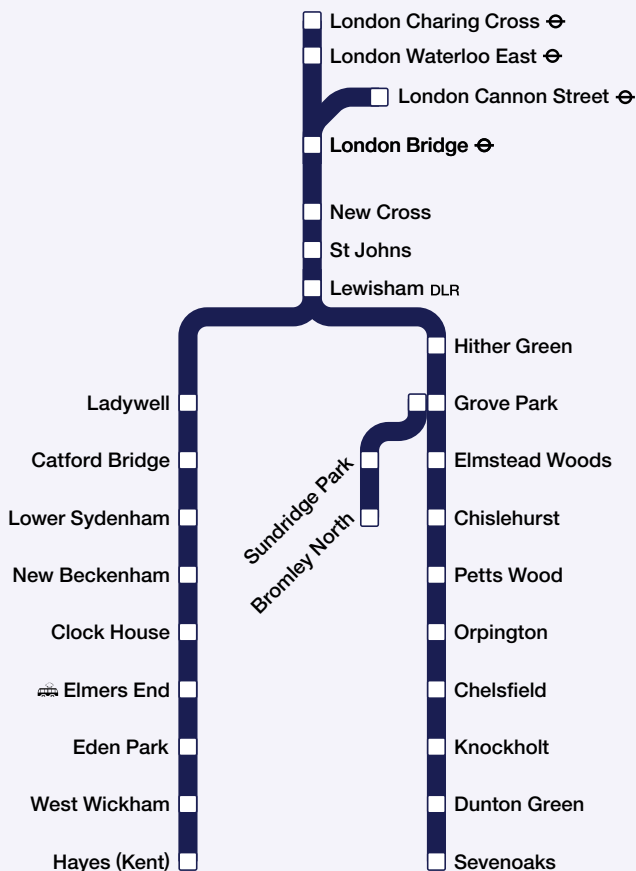 London Charing Cross
London Waterloo East
London Cannon Street
London Bridge
New Cross
St Johns
Lewisham DLR
Hither Green
Ladywell
Grove Park
Catford Bridge
Sundridge Park
Elmstead Woods
Lower Sydenham
Bromley North
Chislehurst
New Beckenham
Petts Wood
Clock House
Orpington
Elmers End
Chelsfield
Eden Park
Knockholt
West Wickham
Dunton Green
Hayes (Kent)
Sevenoaks